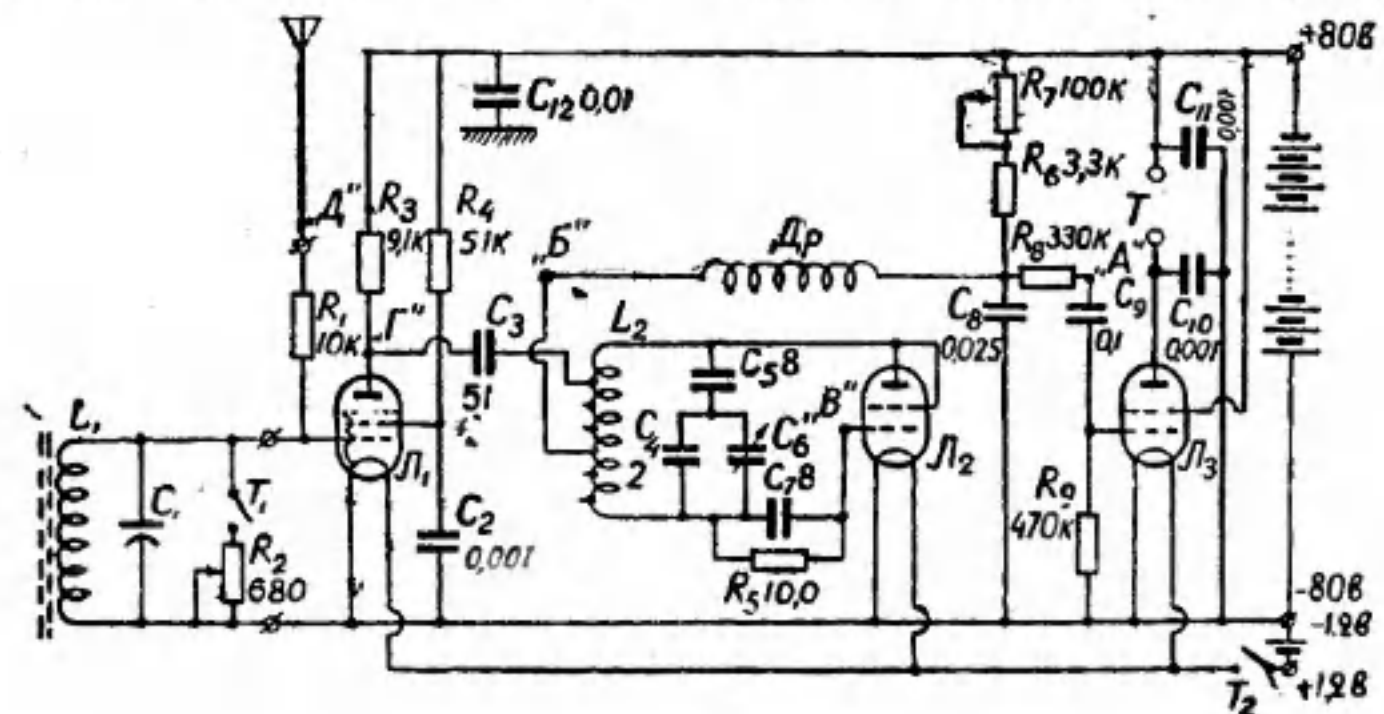 +80в
C₁₂ 0,01
R₇ 100к
C₁₁ 0,001
R₆ 3,3к
"Д"
R₃ 9,1к
R₄ 51к
"Б"
Др
T
R₈ 330к
"А"
R₁ 10к
"Г"
C₃ 51
L₂
C₈ 0,025
C₉ 0,1
C₁₀ 0,001
C₅ 8
"В"
L₁
C₁
T₁
R₂ 680
Л₁
C₂ 0,001
C₄
C₆
2
C₇ 8
Л₂
R₅ 10,0
R₉ 470к
Л₃
-80в
-1,2в
T₂
+1,2в